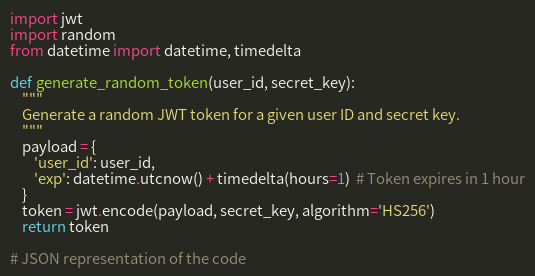 import jwt
import random
from datetime import datetime, timedelta
def generate_random_token(user_id, secret_key):
"""
Generate a random JWT token for a given user ID and secret key.
"""
payload = {
'user_id': user_id,
'exp': datetime.utcnow() + timedelta(hours=1) # Token expires in 1 hour
}
token = jwt.encode(payload, secret_key, algorithm='HS256')
return token
# JSON representation of the code